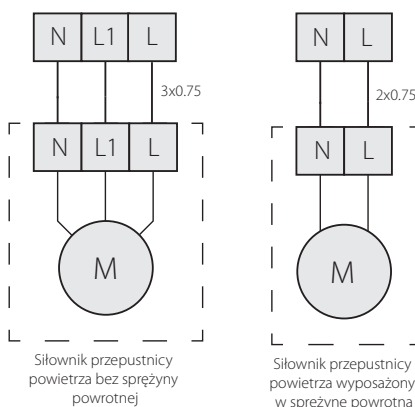 N L1 L
3x0.75
N L1 L
M
Siłownik przepustnicy
powietrza bez sprężyny
powrotnej
N L
2x0.75
N L
M
Siłownik przepustnicy
powietrza wyposażony
w sprężynę powrotną